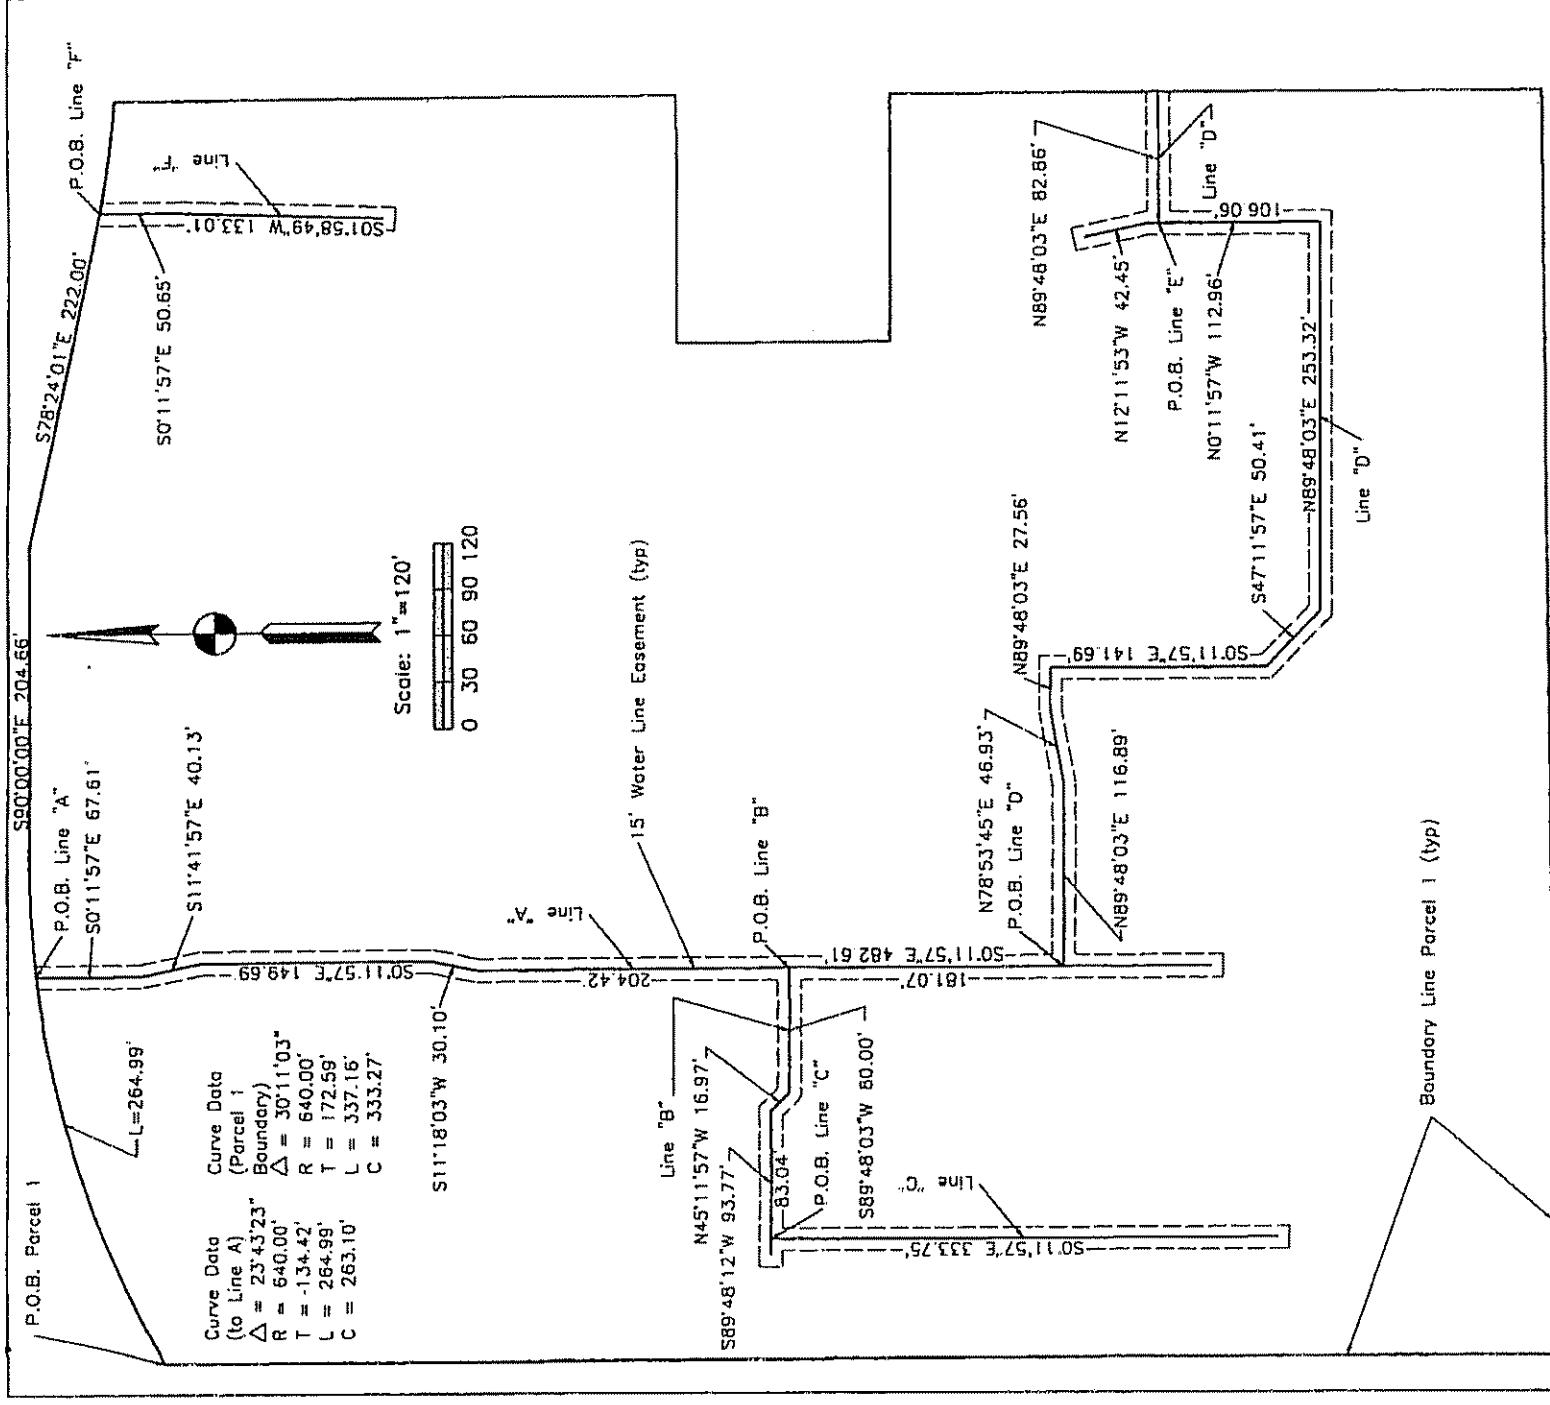 P.O.B. Parcel 1
L=264.99'
Curve Data
(to Line A)
△ = 23°43'23"
R = 640.00'
T = -134.42'
L = 264.99'
C = 263.10'
Curve Data
(Parcel 1
Boundary)
△ = 30°11'03"
R = 640.00'
T = 172.59'
L = 337.16'
C = 333.27'
S90°00'00"E 204.66'
P.O.B. Line "A"
S0°11'57"E 67.61'
S11°41'57"E 40.13'
S0°11'57"E 149.69'
S11°18'03"W 30.10'
Line "A"
204.42'
15' Water Line Easement (typ)
Scale: 1"=120'
0 30 60 90 120
S78°24'01"E 222.00'
P.O.B. Line "F"
Line "F"
S0°11'57"E 50.65'
S01°58'49"W 133.01'
P.O.B. Line "B"
Line "B"
N45°11'57"W 16.97'
S89°48'12"W 93.77'
83.04'
P.O.B. Line "C"
S89°48'03"W 80.00'
Line "C"
S0°11'57"E 333.75'
S0°11'57"E 482.61'
181.07'
N78°53'45"E 46.93'
P.O.B. Line "D"
N89°48'03"E 116.89'
N89°48'03"E 27.56'
S0°11'57"E 141.69'
S47°11'57"E 50.41'
N89°48'03"E 253.32'
Line "D"
N89°48'03"E 82.86'
N12°11'53"W 42.45'
P.O.B. Line "E"
N0°11'57"W 112.96'
106.06'
Line "D"
Boundary Line Parcel 1 (typ)